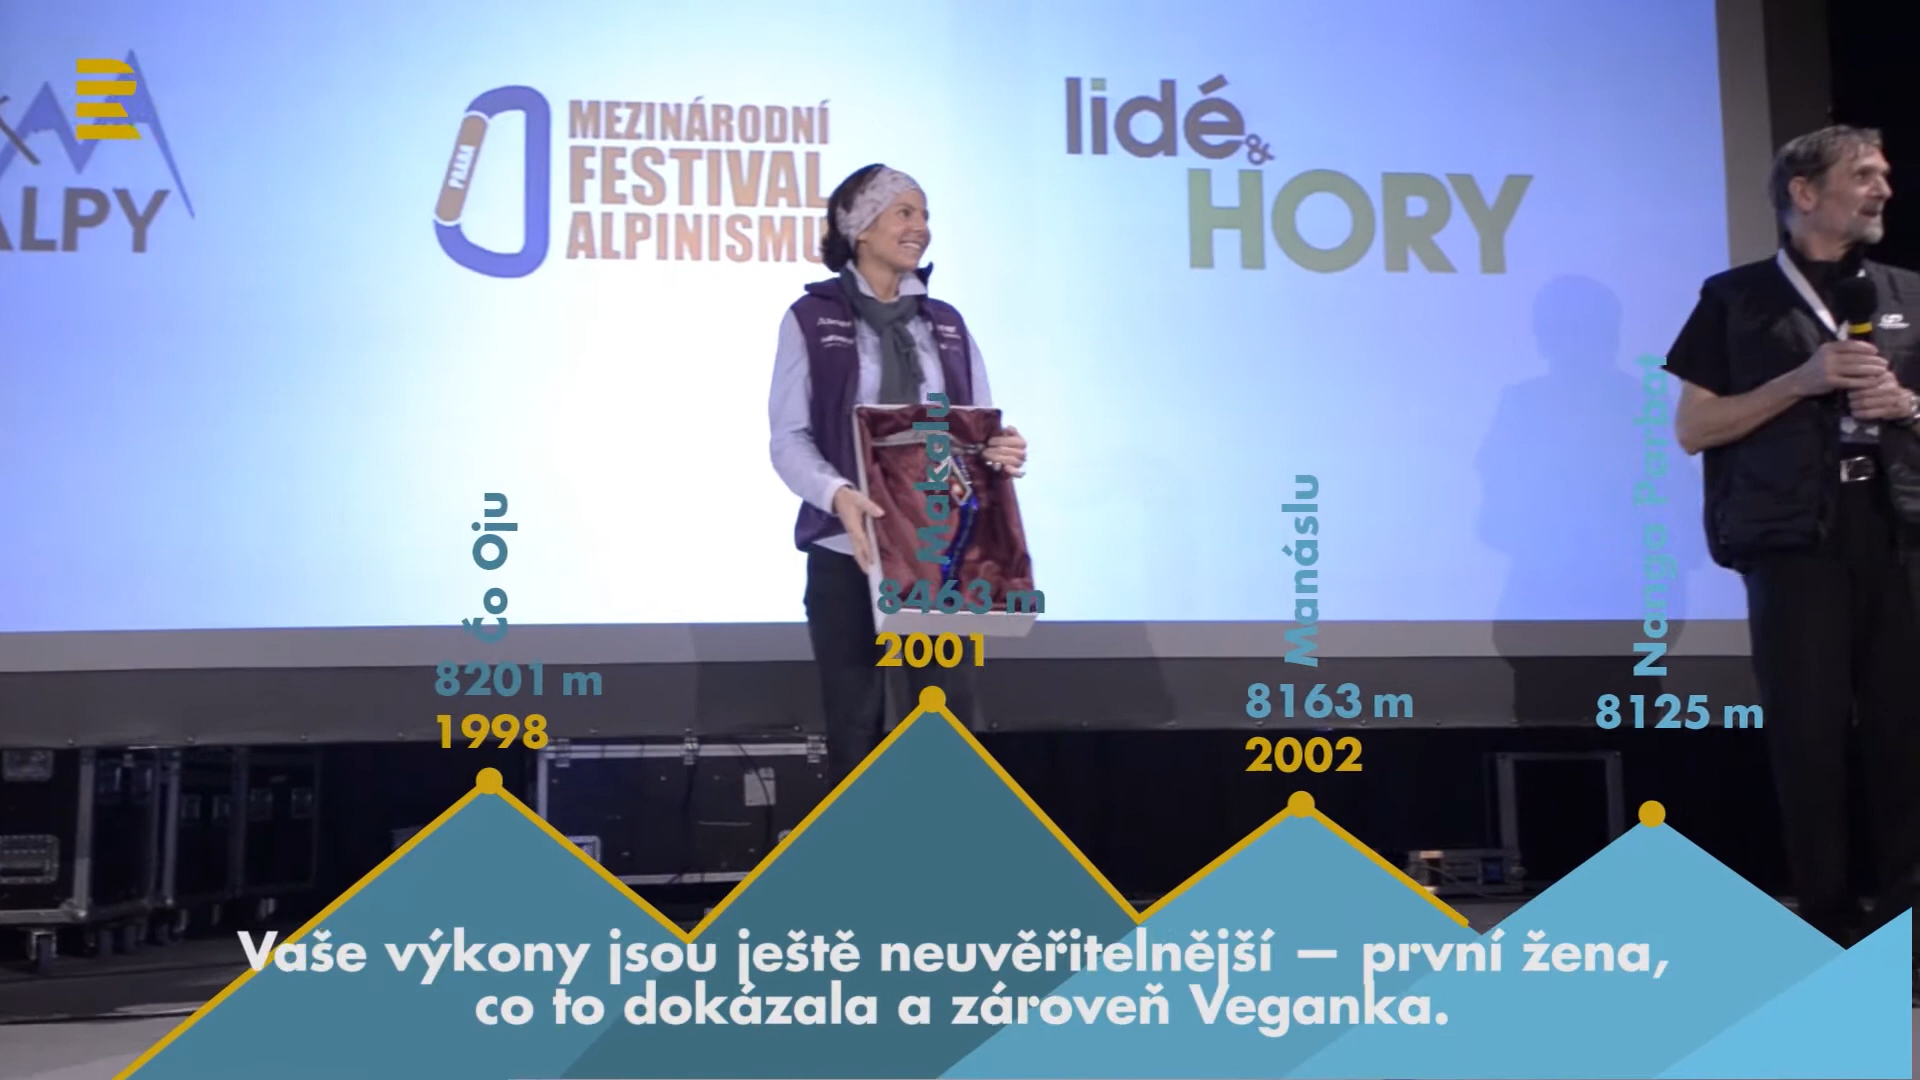 ALPY
PRAHA
MEZINÁRODNÍ
FESTIVAL
ALPINISMU
lidé
&
HORY
Čo Oju
8201 m
1998
Makalu
8463 m
2001
Manáslu
8163 m
2002
Nanga Parbat
8125 m
Vaše výkony jsou ještě neuvěřitelnější – první žena,
co to dokázala a zároveň Veganka.